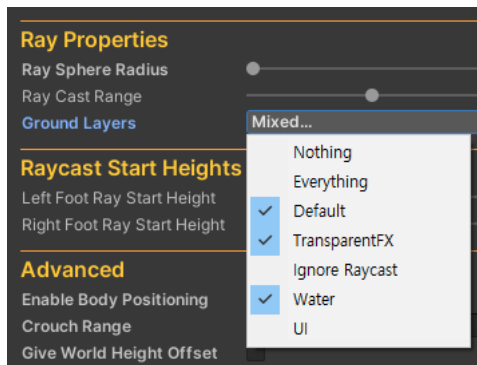 Ray Properties
Ray Sphere Radius
Ray Cast Range
Ground Layers
Mixed...
Nothing
Everything
Default
TransparentFX
Ignore Raycast
Water
UI
Raycast Start Heights
Left Foot Ray Start Height
Right Foot Ray Start Height
Advanced
Enable Body Positioning
Crouch Range
Give World Height Offset